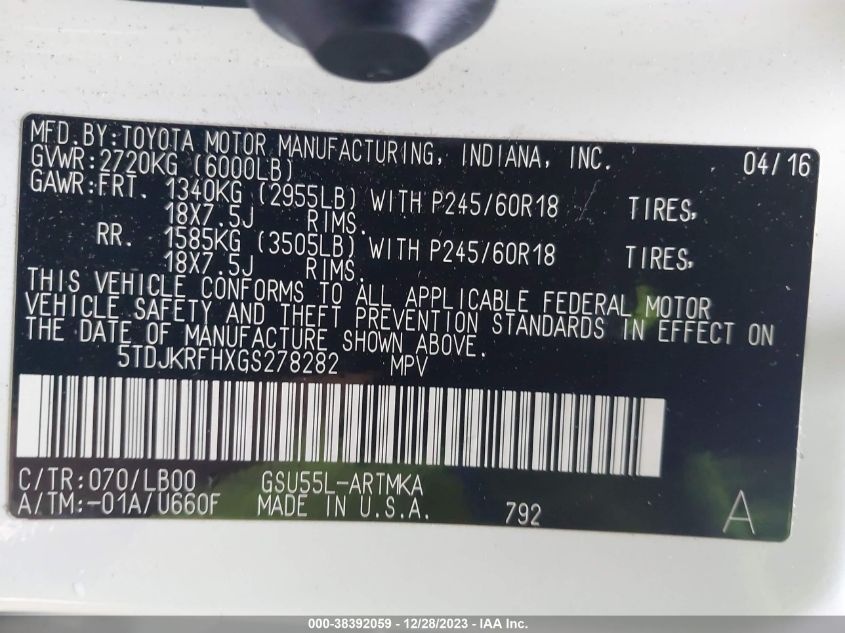 MFD.BY:TOYOTA MOTOR MANUFACTURING, INDIANA, INC. 04/16
GVWR:2720KG (6000LB)
GAWR:FRT. 1340KG (2955LB) WITH P245/60R18 TIRES,
18X7.5J RIMS.
RR. 1585KG (3505LB) WITH P245/60R18 TIRES,
18X7.5J RIMS.
THIS VEHICLE CONFORMS TO ALL APPLICABLE FEDERAL MOTOR
VEHICLE SAFETY AND THEFT PREVENTION STANDARDS IN EFFECT ON
THE DATE OF MANUFACTURE SHOWN ABOVE.
5TDJKRFHXGS278282 MPV
C/TR:070/LB00 GSU55L-ARTMKA
A/TM:-01A/U660F MADE IN U.S.A. 792 A
000-38392059 - 12/28/2023 - IAA Inc.